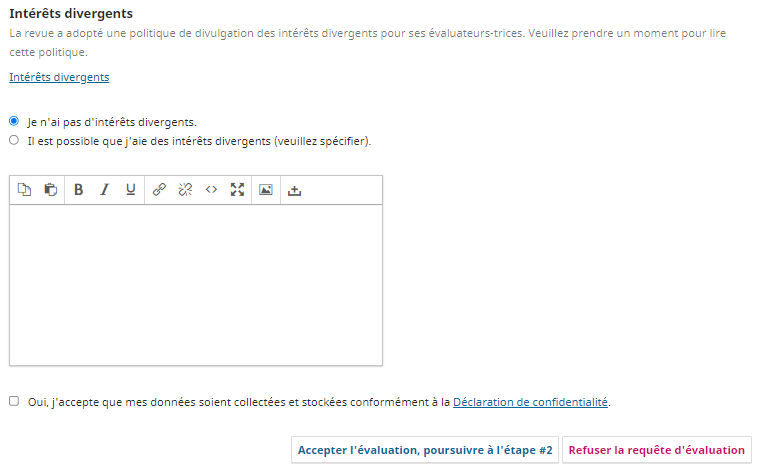 Intérêts divergents
La revue a adopté une politique de divulgation des intérêts divergents pour ses évaluateurs-trices. Veuillez prendre un moment pour lire
cette politique.
Intérêts divergents
Je n'ai pas d'intérêts divergents.
Il est possible que j'aie des intérêts divergents (veuillez spécifier).
B I U
Oui, j'accepte que mes données soient collectées et stockées conformément à la Déclaration de confidentialité.
Accepter l'évaluation, poursuivre à l'étape #2 Refuser la requête d'évaluation